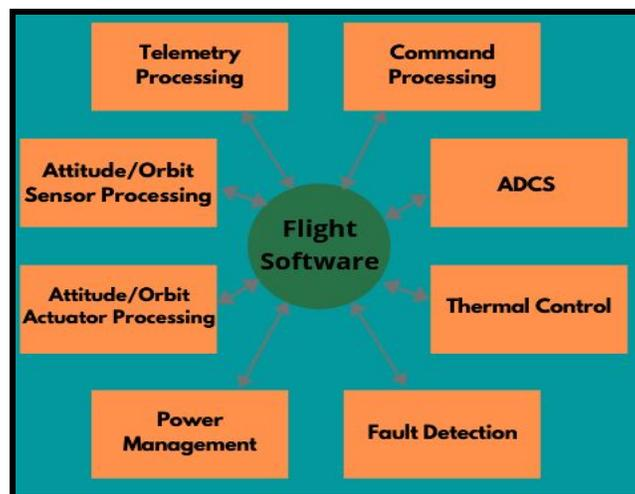 Telemetry
Processing
Command
Processing
Attitude/Orbit
Sensor Processing
ADCS
Flight
Software
Attitude/Orbit
Actuator Processing
Thermal Control
Power
Management
Fault Detection